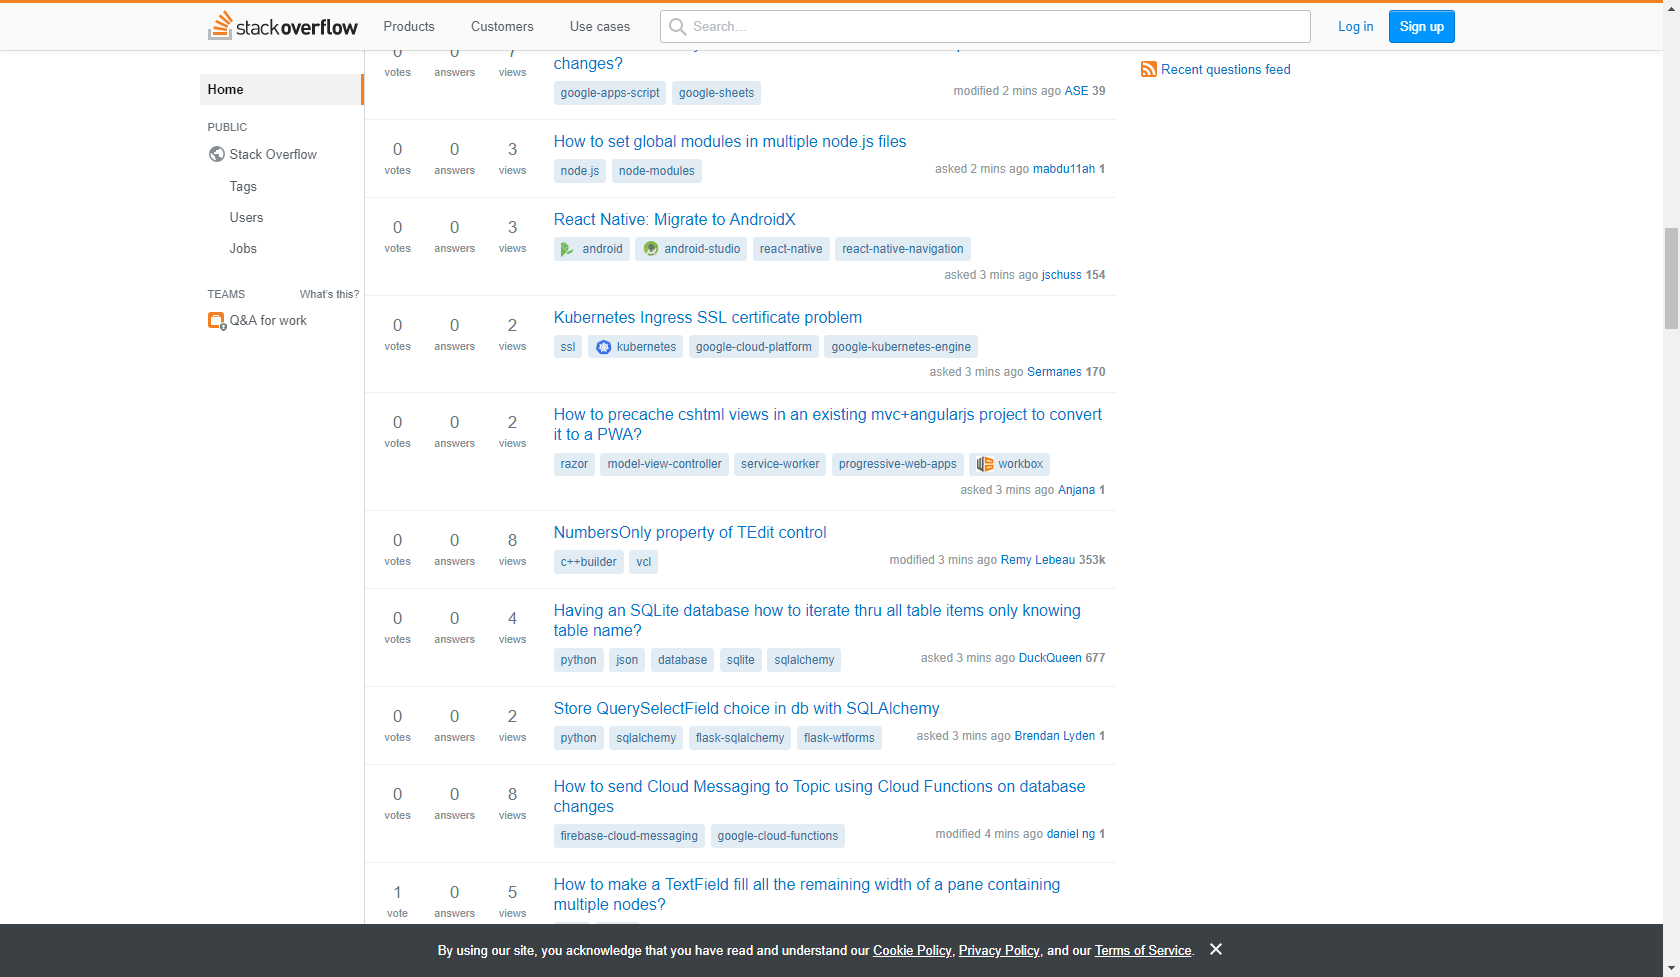 stackoverflow
Products
Customers
Use cases
Search...
Log in
Sign up
Home
PUBLIC
Stack Overflow
Tags
Users
Jobs
TEAMS
What's this?
Q&A for work
0 votes
0 answers
7 views
changes?
google-apps-script google-sheets
modified 2 mins ago ASE 39
0 votes
0 answers
3 views
How to set global modules in multiple node.js files
node.js node-modules
asked 2 mins ago mabdu11ah 1
0 votes
0 answers
3 views
React Native: Migrate to AndroidX
android android-studio react-native react-native-navigation
asked 3 mins ago jschuss 154
0 votes
0 answers
2 views
Kubernetes Ingress SSL certificate problem
ssl kubernetes google-cloud-platform google-kubernetes-engine
asked 3 mins ago Sermanes 170
0 votes
0 answers
2 views
How to precache cshtml views in an existing mvc+angularjs project to convert
it to a PWA?
razor model-view-controller service-worker progressive-web-apps workbox
asked 3 mins ago Anjana 1
0 votes
0 answers
8 views
NumbersOnly property of TEdit control
c++builder vcl
modified 3 mins ago Remy Lebeau 353k
0 votes
0 answers
4 views
Having an SQLite database how to iterate thru all table items only knowing
table name?
python json database sqlite sqlalchemy
asked 3 mins ago DuckQueen 677
0 votes
0 answers
2 views
Store QuerySelectField choice in db with SQLAlchemy
python sqlalchemy flask-sqlalchemy flask-wtforms
asked 3 mins ago Brendan Lyden 1
0 votes
0 answers
8 views
How to send Cloud Messaging to Topic using Cloud Functions on database
changes
firebase-cloud-messaging google-cloud-functions
modified 4 mins ago daniel ng 1
1 vote
0 answers
5 views
How to make a TextField fill all the remaining width of a pane containing
multiple nodes?
Recent questions feed
By using our site, you acknowledge that you have read and understand our Cookie Policy, Privacy Policy, and our Terms of Service.